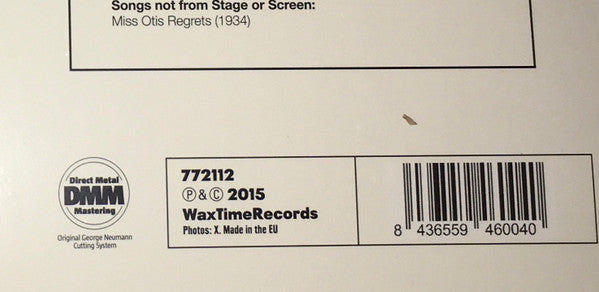 Songs not from Stage or Screen:
Miss Otis Regrets (1934)
Direct Metal
DMM
Mastering
Original George Neumann
Cutting System
772112
Ⓟ & Ⓒ 2015
WaxTimeRecords
Photos: X. Made in the EU
8 436559 460040